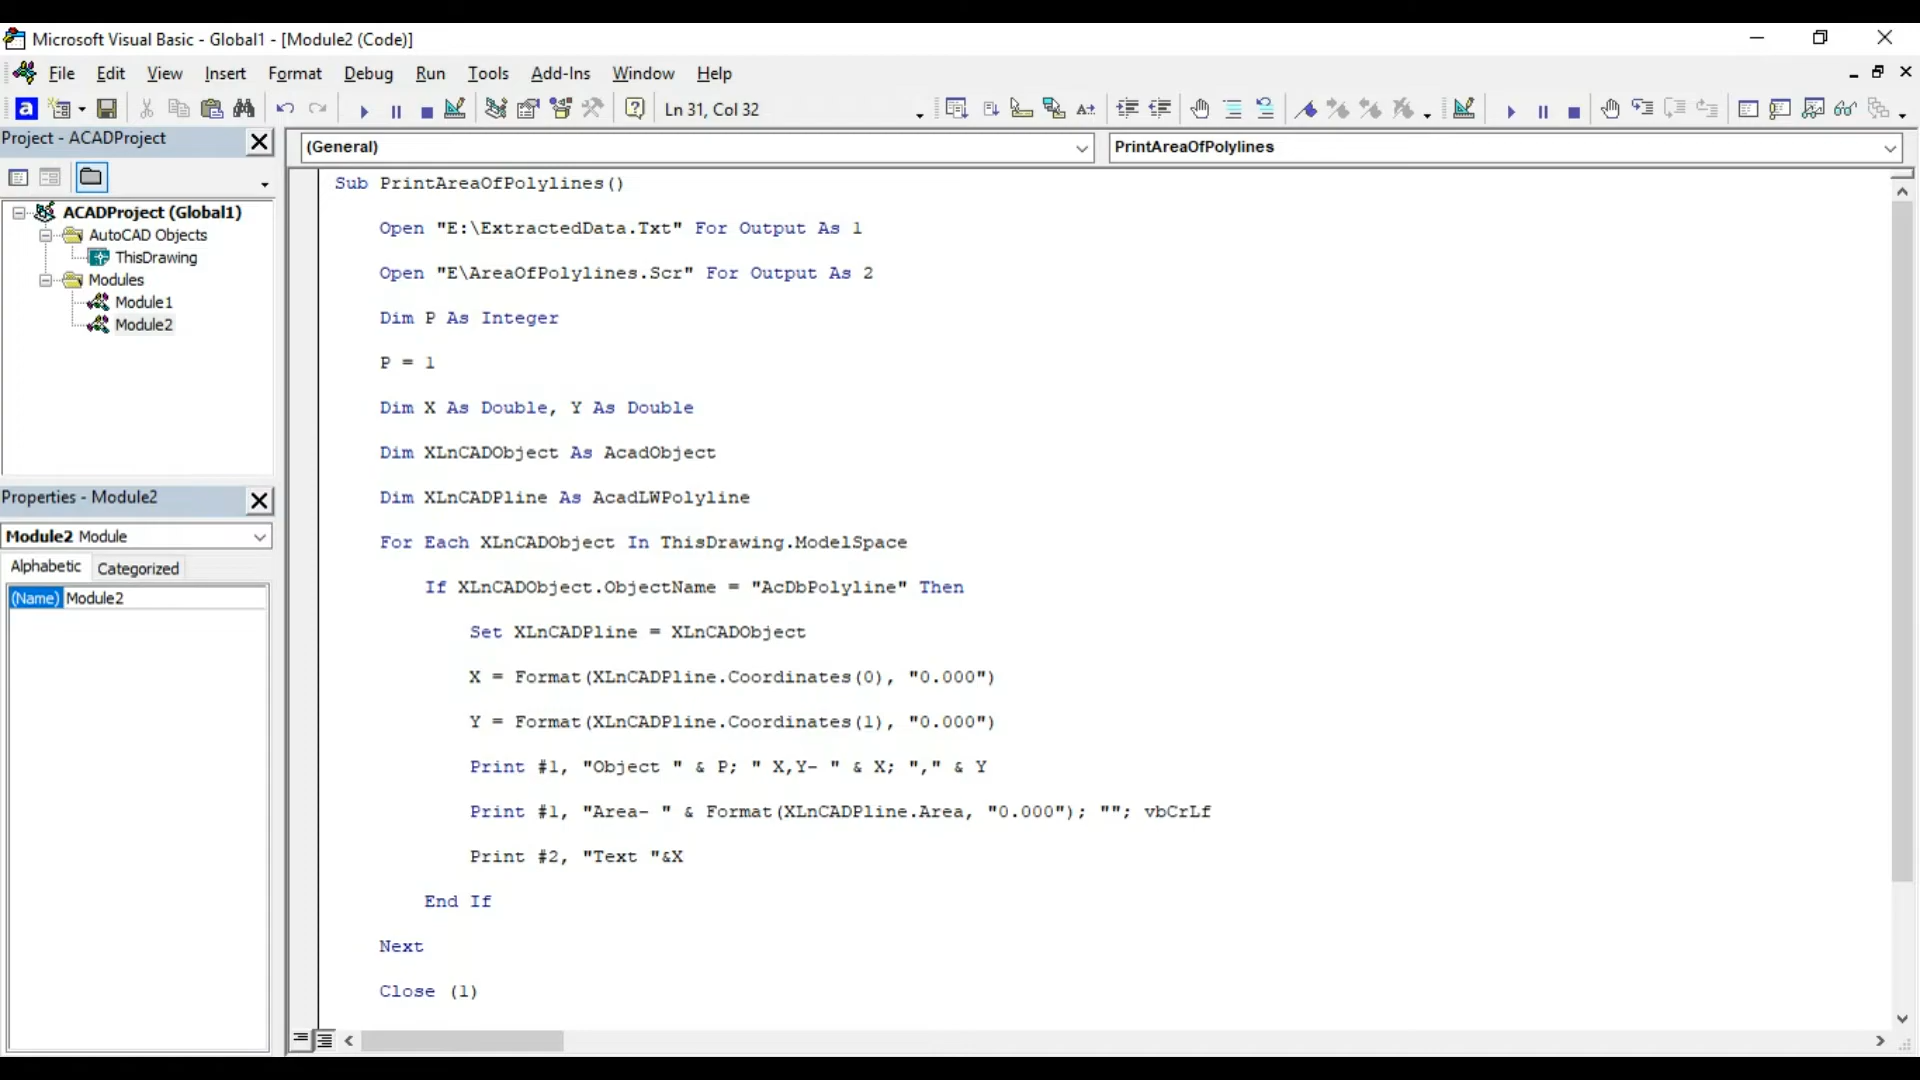 Microsoft Visual Basic - Global1 - [Module2 (Code)]
File Edit View Insert Format Debug Run Tools Add-Ins Window Help
Ln 31, Col 32
Project - ACADProject
ACADProject (Global1)
AutoCAD Objects
ThisDrawing
Modules
Module1
Module2
Properties - Module2
Module2 Module
Alphabetic Categorized
(Name) Module2
(General) PrintAreaOfPolylines
Sub PrintAreaOfPolylines()
Open "E:\ExtractedData.Txt" For Output As 1
Open "E\AreaOfPolylines.Scr" For Output As 2
Dim P As Integer
P = 1
Dim X As Double, Y As Double
Dim XLnCADObject As AcadObject
Dim XLnCADPline As AcadLWPolyline
For Each XLnCADObject In ThisDrawing.ModelSpace
If XLnCADObject.ObjectName = "AcDbPolyline" Then
Set XLnCADPline = XLnCADObject
X = Format(XLnCADPline.Coordinates(0), "0.000")
Y = Format(XLnCADPline.Coordinates(1), "0.000")
Print #1, "Object " & P; " X,Y- " & X; "," & Y
Print #1, "Area- " & Format(XLnCADPline.Area, "0.000"); ""; vbCrLf
Print #2, "Text "&X
End If
Next
Close (1)